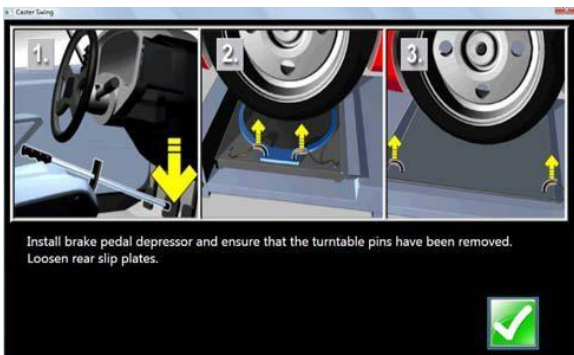 Caster Swing
1.
2.
3.
Install brake pedal depressor and ensure that the turntable pins have been removed.
Loosen rear slip plates.